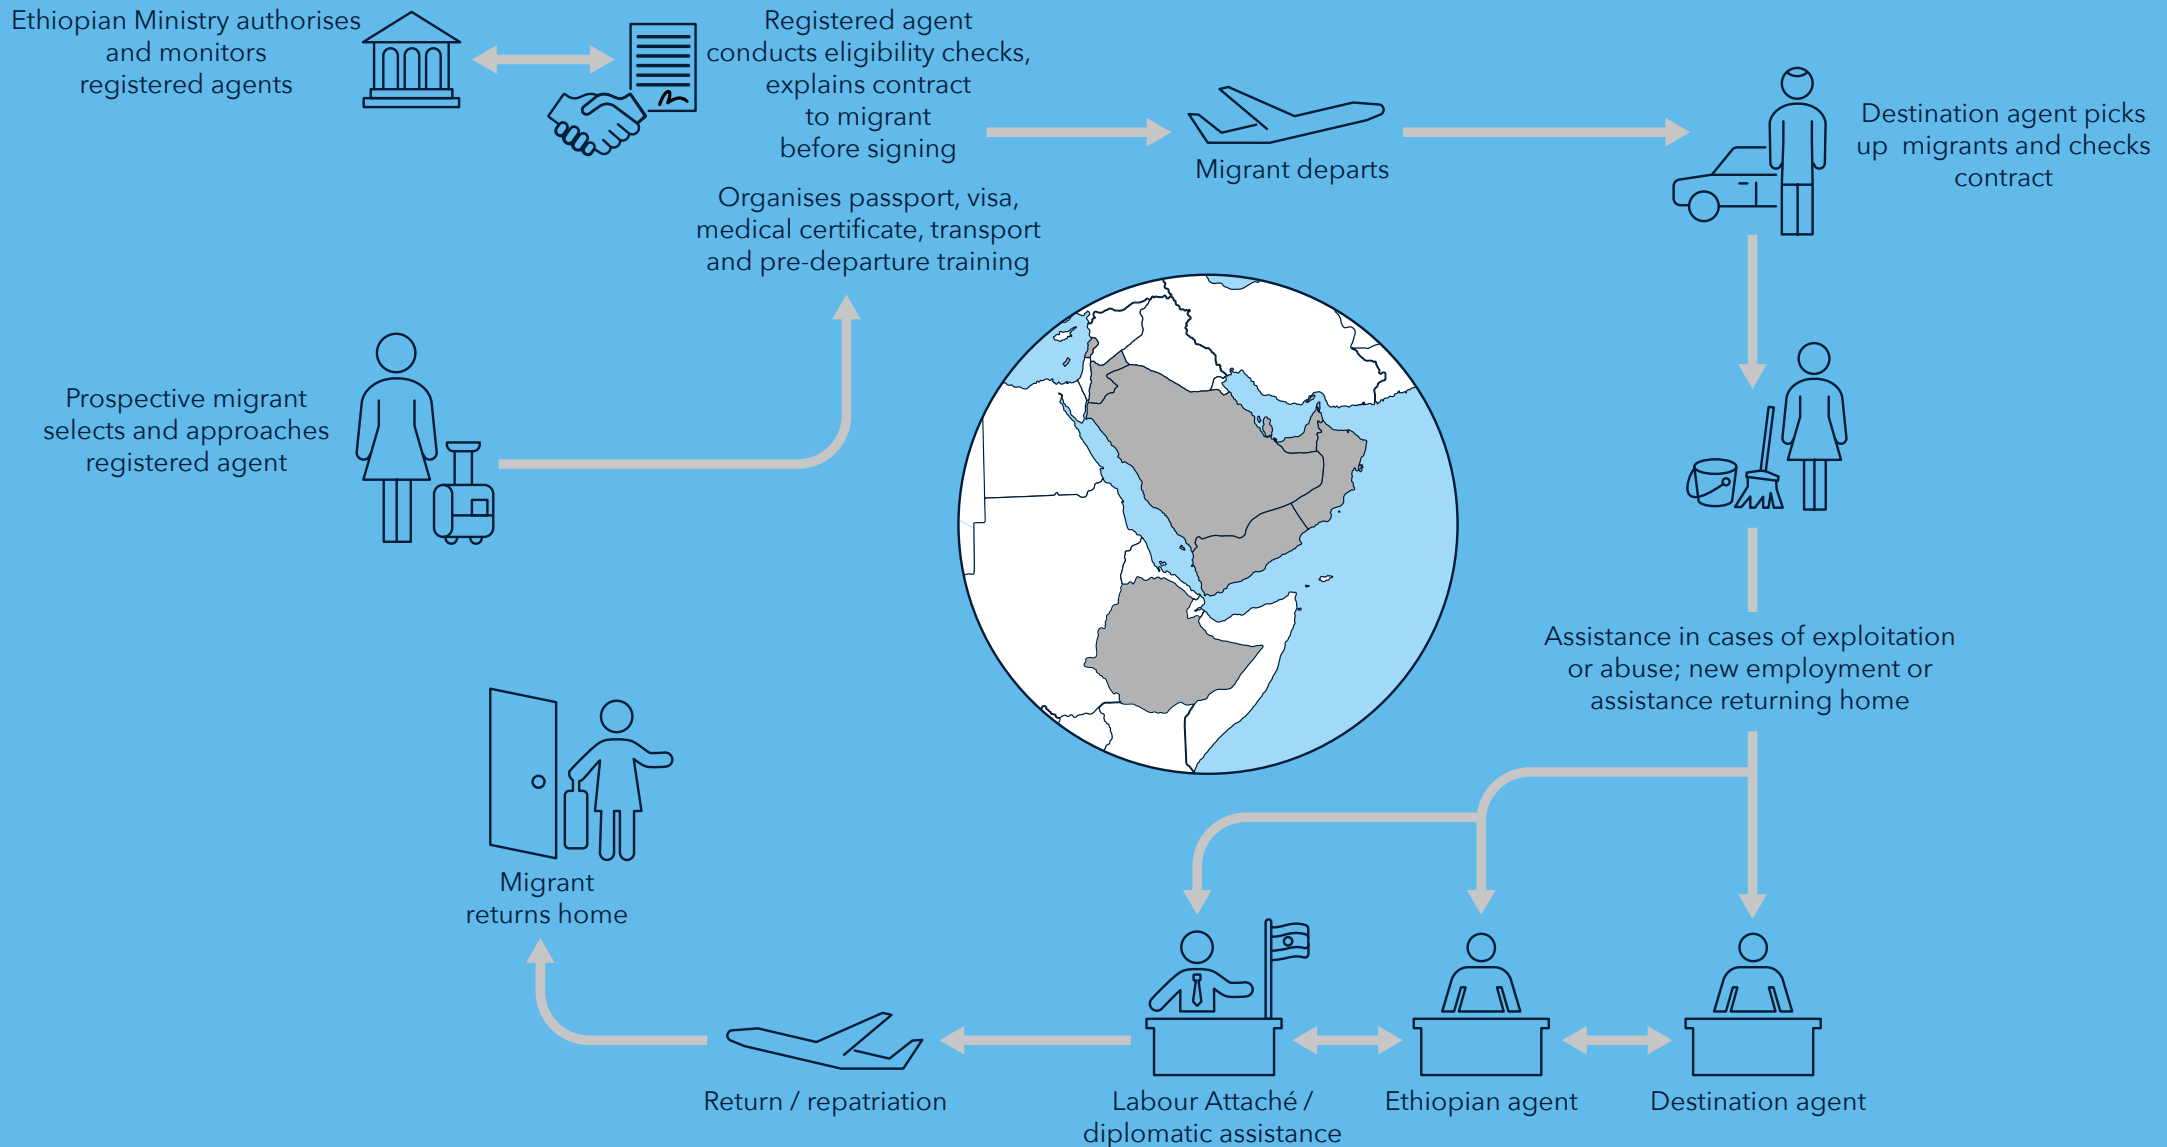 Ethiopian Ministry authorises
and monitors
registered agents
Registered agent
conducts eligibility checks,
explains contract
to migrant
before signing
Organises passport, visa,
medical certificate, transport
and pre-departure training
Migrant departs
Destination agent picks
up migrants and checks
contract
Prospective migrant
selects and approaches
registered agent
Assistance in cases of exploitation
or abuse; new employment or
assistance returning home
Migrant
returns home
Return / repatriation
Labour Attaché /
diplomatic assistance
Ethiopian agent
Destination agent